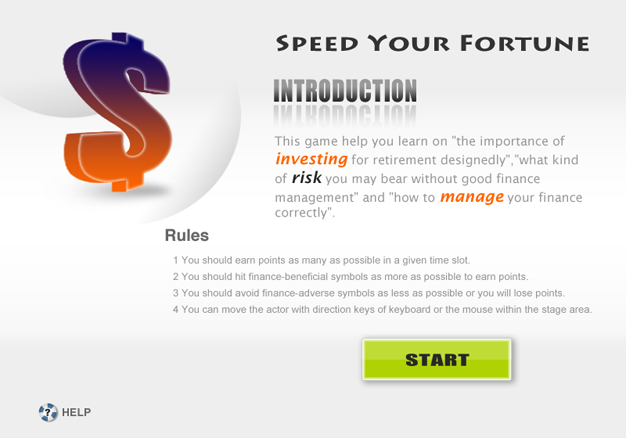 SPEED YOUR FORTUNE
INTRODUCTION
This game help you learn on "the importance of
investing for retirement designedly","what kind
of risk you may bear without good finance
management" and "how to manage your finance
correctly".
Rules
1 You should earn points as many as possible in a given time slot.
2 You should hit finance-beneficial symbols as more as possible to earn points.
3 You should avoid finance-adverse symbols as less as possible or you will lose points.
4 You can move the actor with direction keys of keyboard or the mouse within the stage area.
START
? HELP